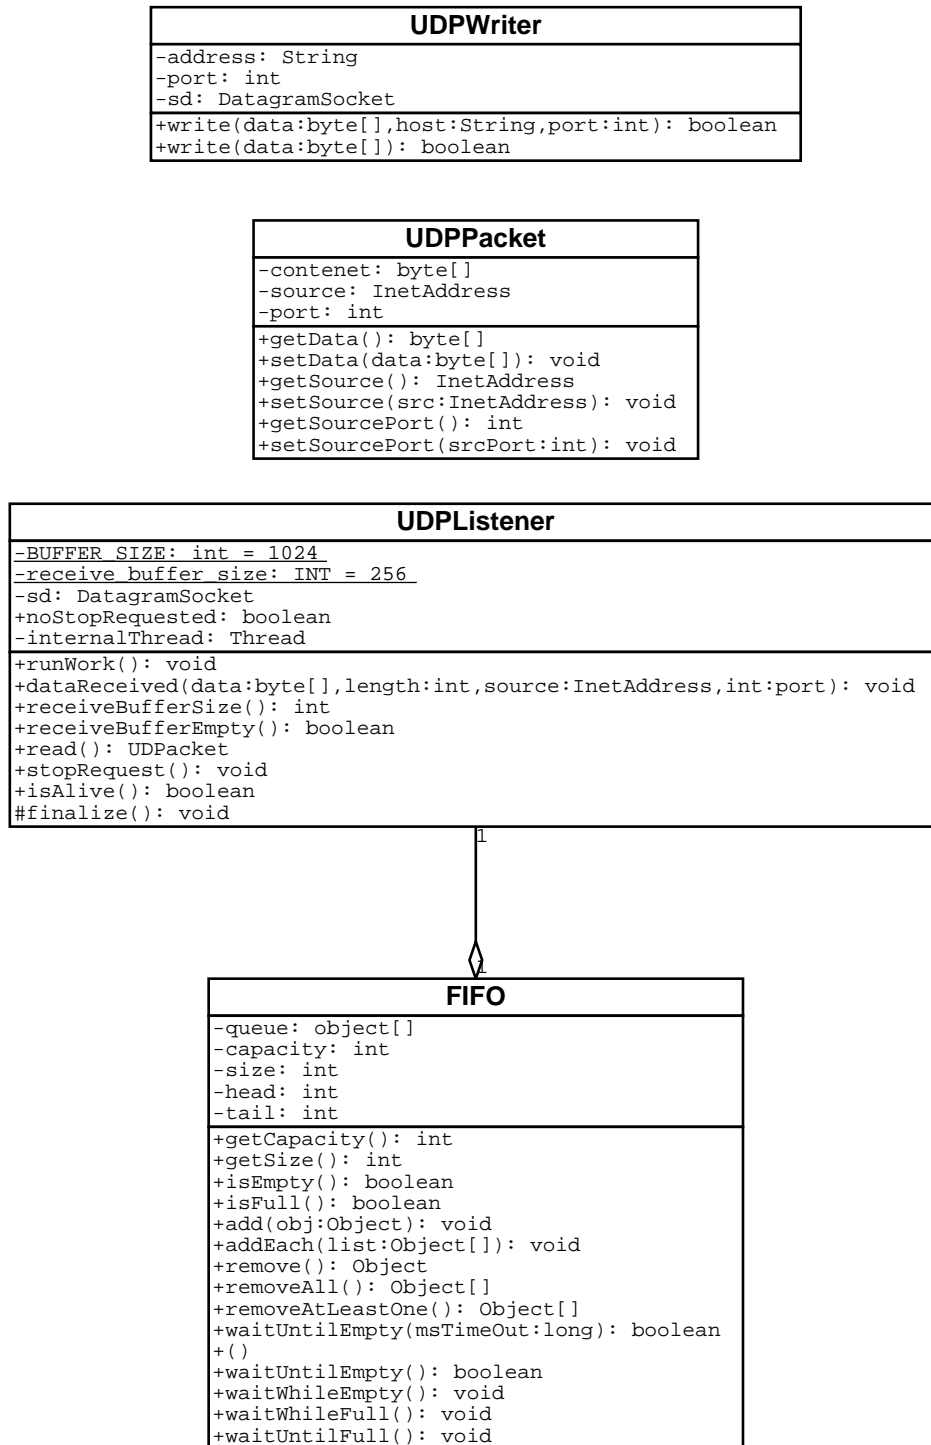 UDPWriter
-address: String
-port: int
-sd: DatagramSocket
+write(data:byte[],host:String,port:int): boolean
+write(data:byte[]): boolean
UDPPacket
-contenet: byte[]
-source: InetAddress
-port: int
+getData(): byte[]
+setData(data:byte[]): void
+getSource(): InetAddress
+setSource(src:InetAddress): void
+getSourcePort(): int
+setSourcePort(srcPort:int): void
UDPListener
-BUFFER_SIZE: int = 1024
-receive_buffer_size: INT = 256
-sd: DatagramSocket
+noStopRequested: boolean
-internalThread: Thread
+runWork(): void
+dataReceived(data:byte[],length:int,source:InetAddress,int:port): void
+receiveBufferSize(): int
+receiveBufferEmpty(): boolean
+read(): UDPacket
+stopRequest(): void
+isAlive(): boolean
#finalize(): void
1
1
FIFO
-queue: object[]
-capacity: int
-size: int
-head: int
-tail: int
+getCapacity(): int
+getSize(): int
+isEmpty(): boolean
+isFull(): boolean
+add(obj:Object): void
+addEach(list:Object[]): void
+remove(): Object
+removeAll(): Object[]
+removeAtLeastOne(): Object[]
+waitUntilEmpty(msTimeOut:long): boolean
+()
+waitUntilEmpty(): boolean
+waitWhileEmpty(): void
+waitWhileFull(): void
+waitUntilFull(): void